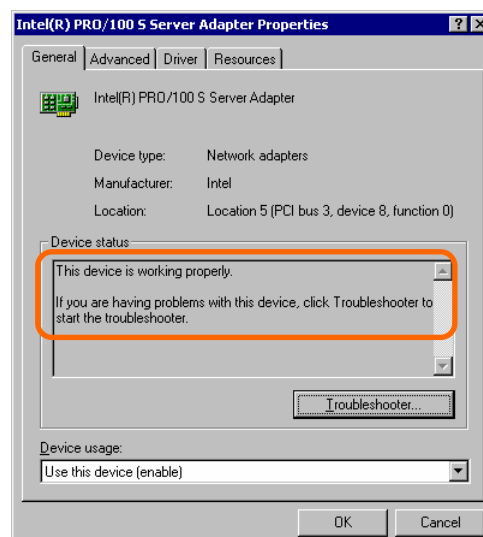 Intel(R) PRO/100 S Server Adapter Properties
General Advanced Driver Resources
Intel(R) PRO/100 S Server Adapter
Device type: Network adapters
Manufacturer: Intel
Location: Location 5 (PCI bus 3, device 8, function 0)
Device status
This device is working properly.
If you are having problems with this device, click Troubleshooter to
start the troubleshooter.
Troubleshooter...
Device usage:
Use this device (enable)
OK Cancel